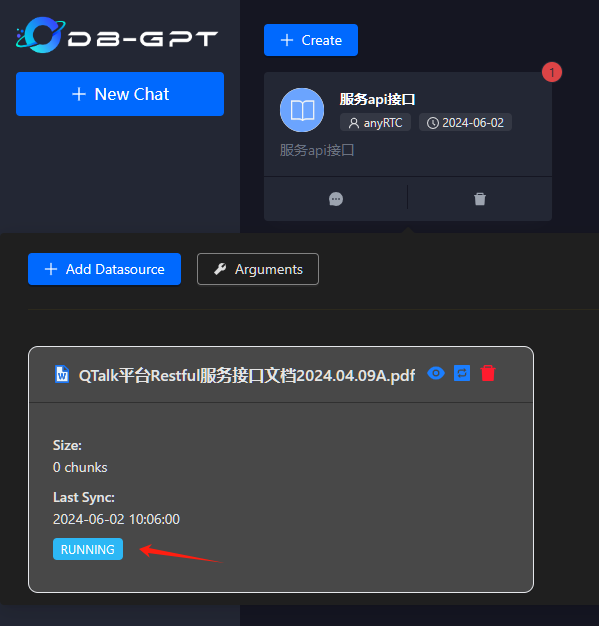 DB-GPT
New Chat
Create
1
服务api接口
anyRTC
2024-06-02
服务api接口
Add Datasource
Arguments
QTalk平台Restful服务接口文档2024.04.09A.pdf
Size:
0 chunks
Last Sync:
2024-06-02 10:06:00
RUNNING